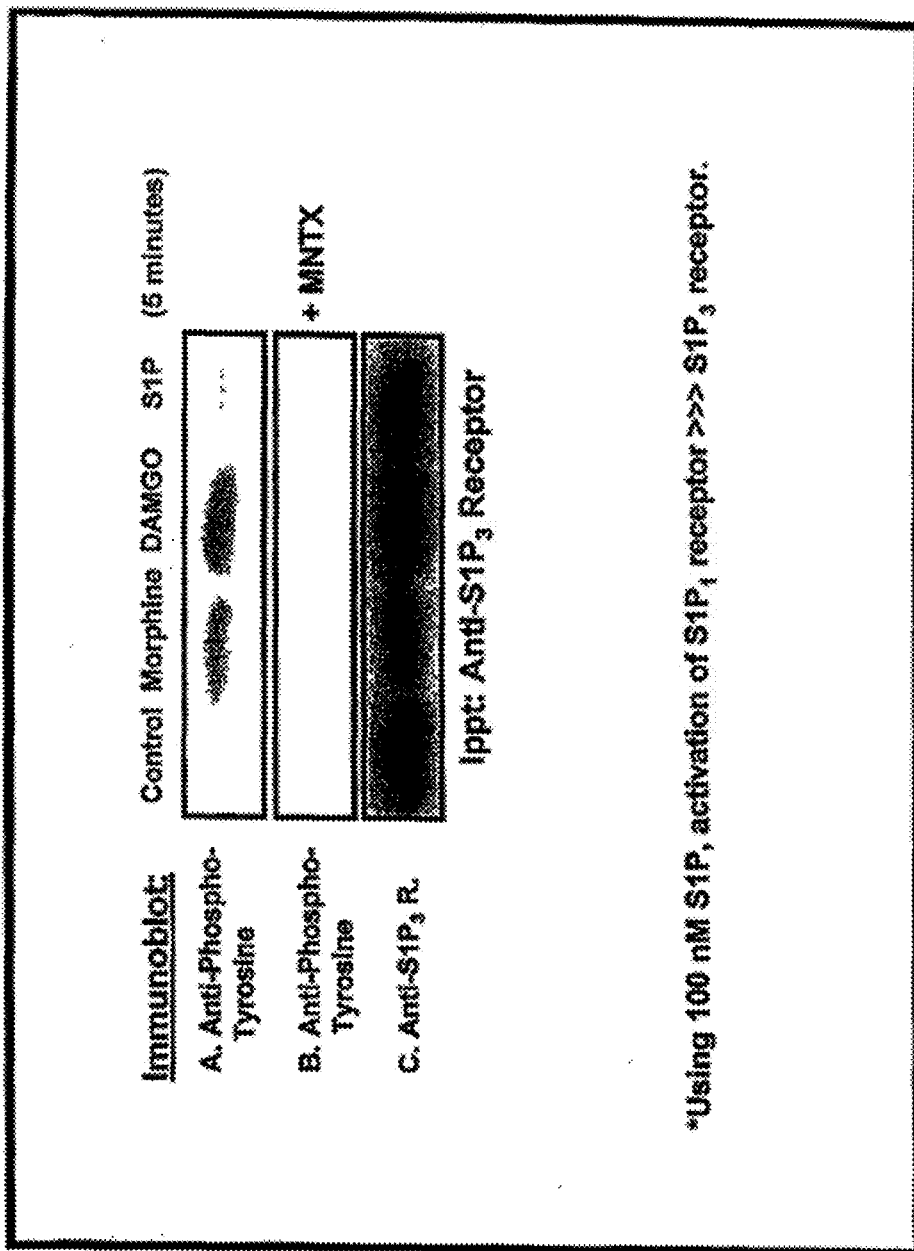 Immunoblot: Control Morphine DAMGO S1P (5 minutes)
A. Anti-Phospho-
Tyrosine
B. Anti-Phospho-
Tyrosine
+ MNTX
C. Anti-S1P₃ R.
Ippt: Anti-S1P₃ Receptor
*Using 100 nM S1P, activation of S1P₁ receptor >>> S1P₃ receptor.